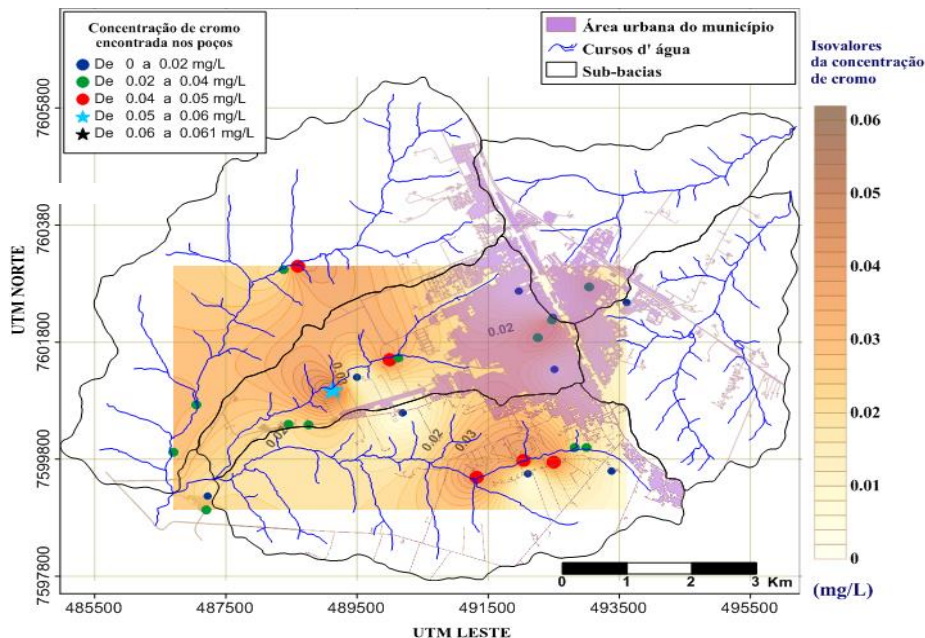 Concentração de cromo
encontrada nos poços
De 0 a 0.02 mg/L
De 0.02 a 0.04 mg/L
De 0.04 a 0.05 mg/L
De 0.05 a 0.06 mg/L
De 0.06 a 0.061 mg/L
Área urbana do município
Cursos d' água
Sub-bacias
Isovalores
da concentração
de cromo
0.06
0.05
0.04
0.03
0.02
0.01
0
(mg/L)
UTM NORTE
7605800
760380
7601800
7599800
7597800
0.02
0.02
0.02
0.03
0 1 2 3 Km
485500 487500 489500 491500 493500 495500
UTM LESTE